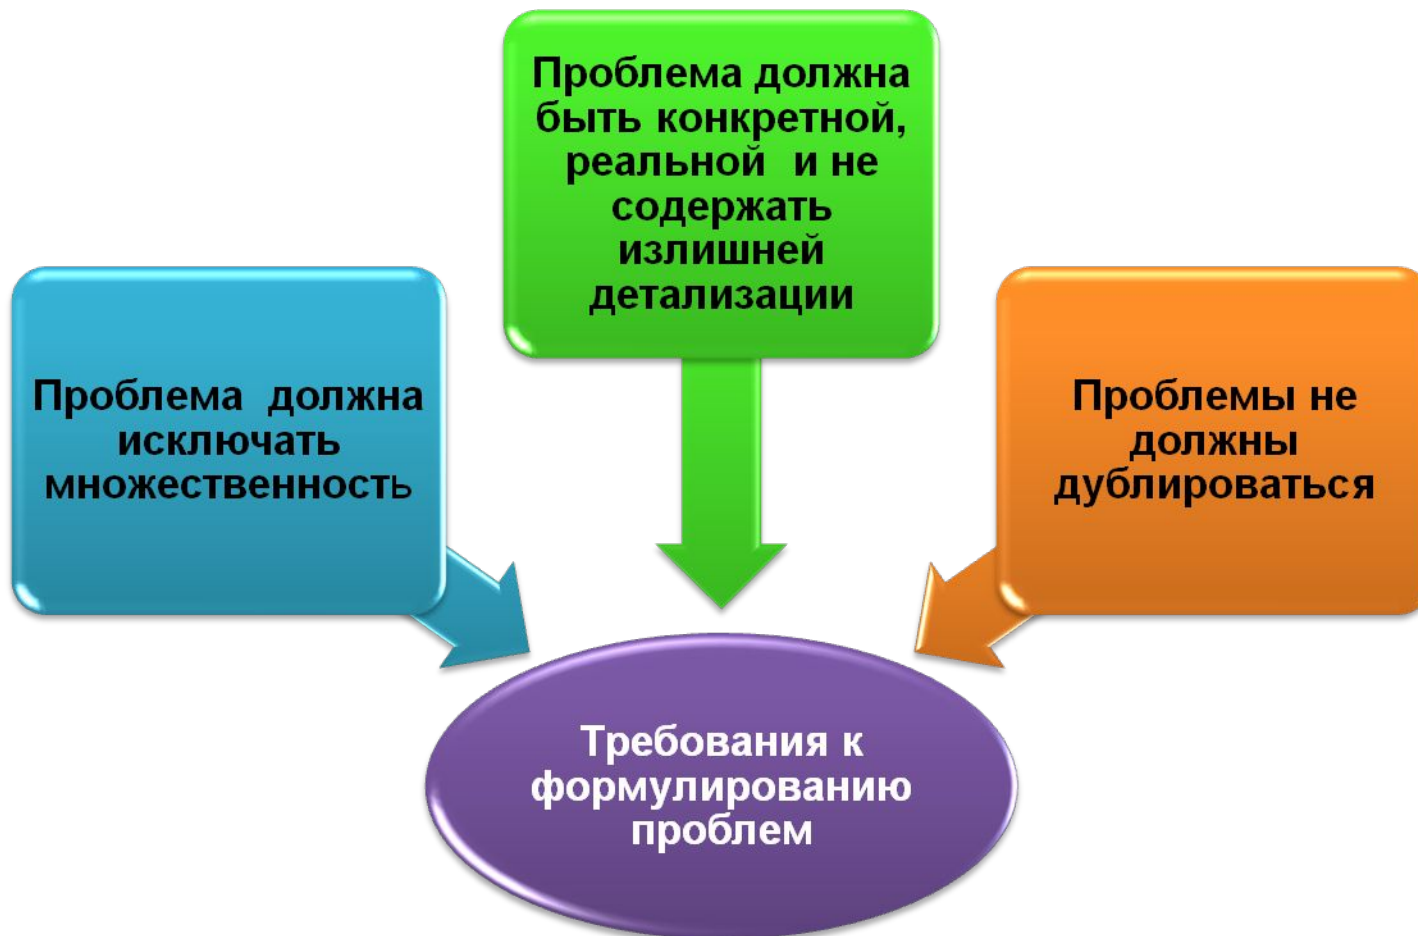 Проблема должна
быть конкретной,
реальной и не
содержать
излишней
детализации
Проблема должна
исключать
множественность
Проблемы не
должны
дублироваться
Требования к
формулированию
проблем